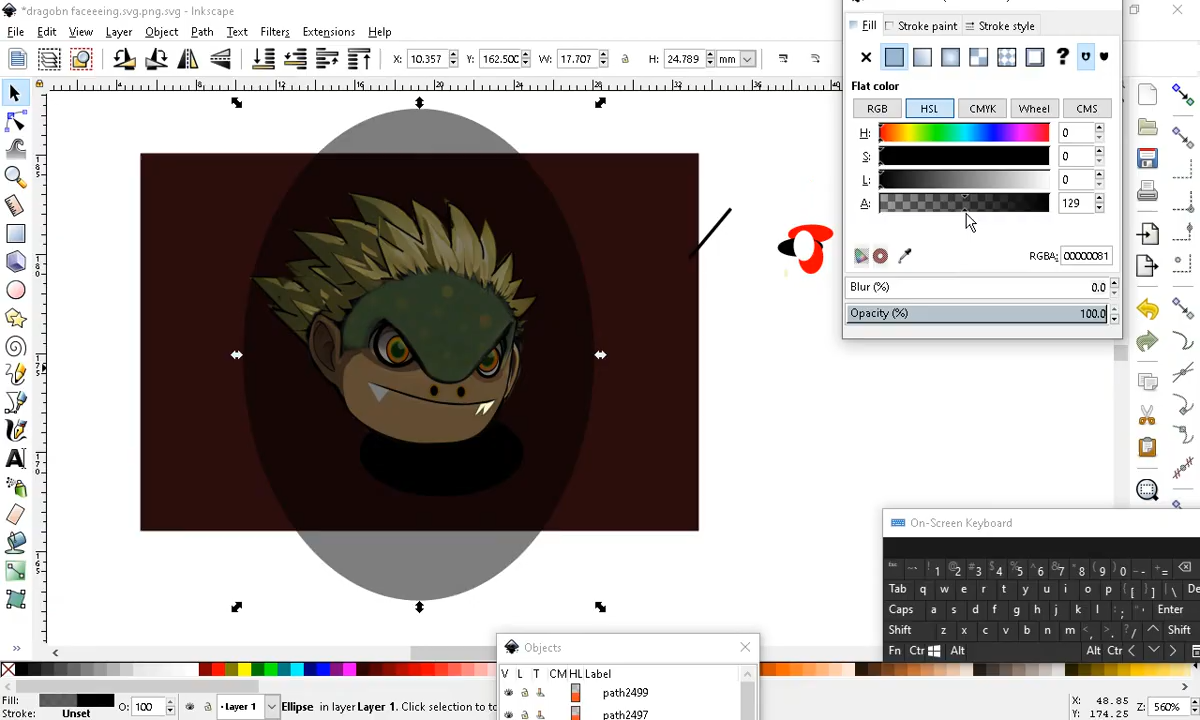 *dragobn faceeeing.svg.png.svg - Inkscape
File Edit View Layer Object Path Text Filters Extensions Help
X: 10.357 Y: 162.500 W: 17.707 H: 24.789 mm
Fill Stroke paint Stroke style
?
Flat color
RGB HSL CMYK Wheel CMS
H: 0
S: 0
L: 0
A: 129
RGBA: 00000081
Blur (%) 0.0
Opacity (%) 100.0
On-Screen Keyboard
Tab q w e r t y u i o p { [ } ] | \ De
Caps a s d f g h j k l : ; " ' Enter
Shift z x c v b n m < , > . ? / Shift
Fn Ctr Alt Alt Ctr
Objects
V L T CM HL Label
path2499
path2497
Fill: O: 100 Layer 1 Ellipse in layer Layer 1. Click selection to
Stroke: Unset
X: 48.85
Y: 174.25
Z: 560%